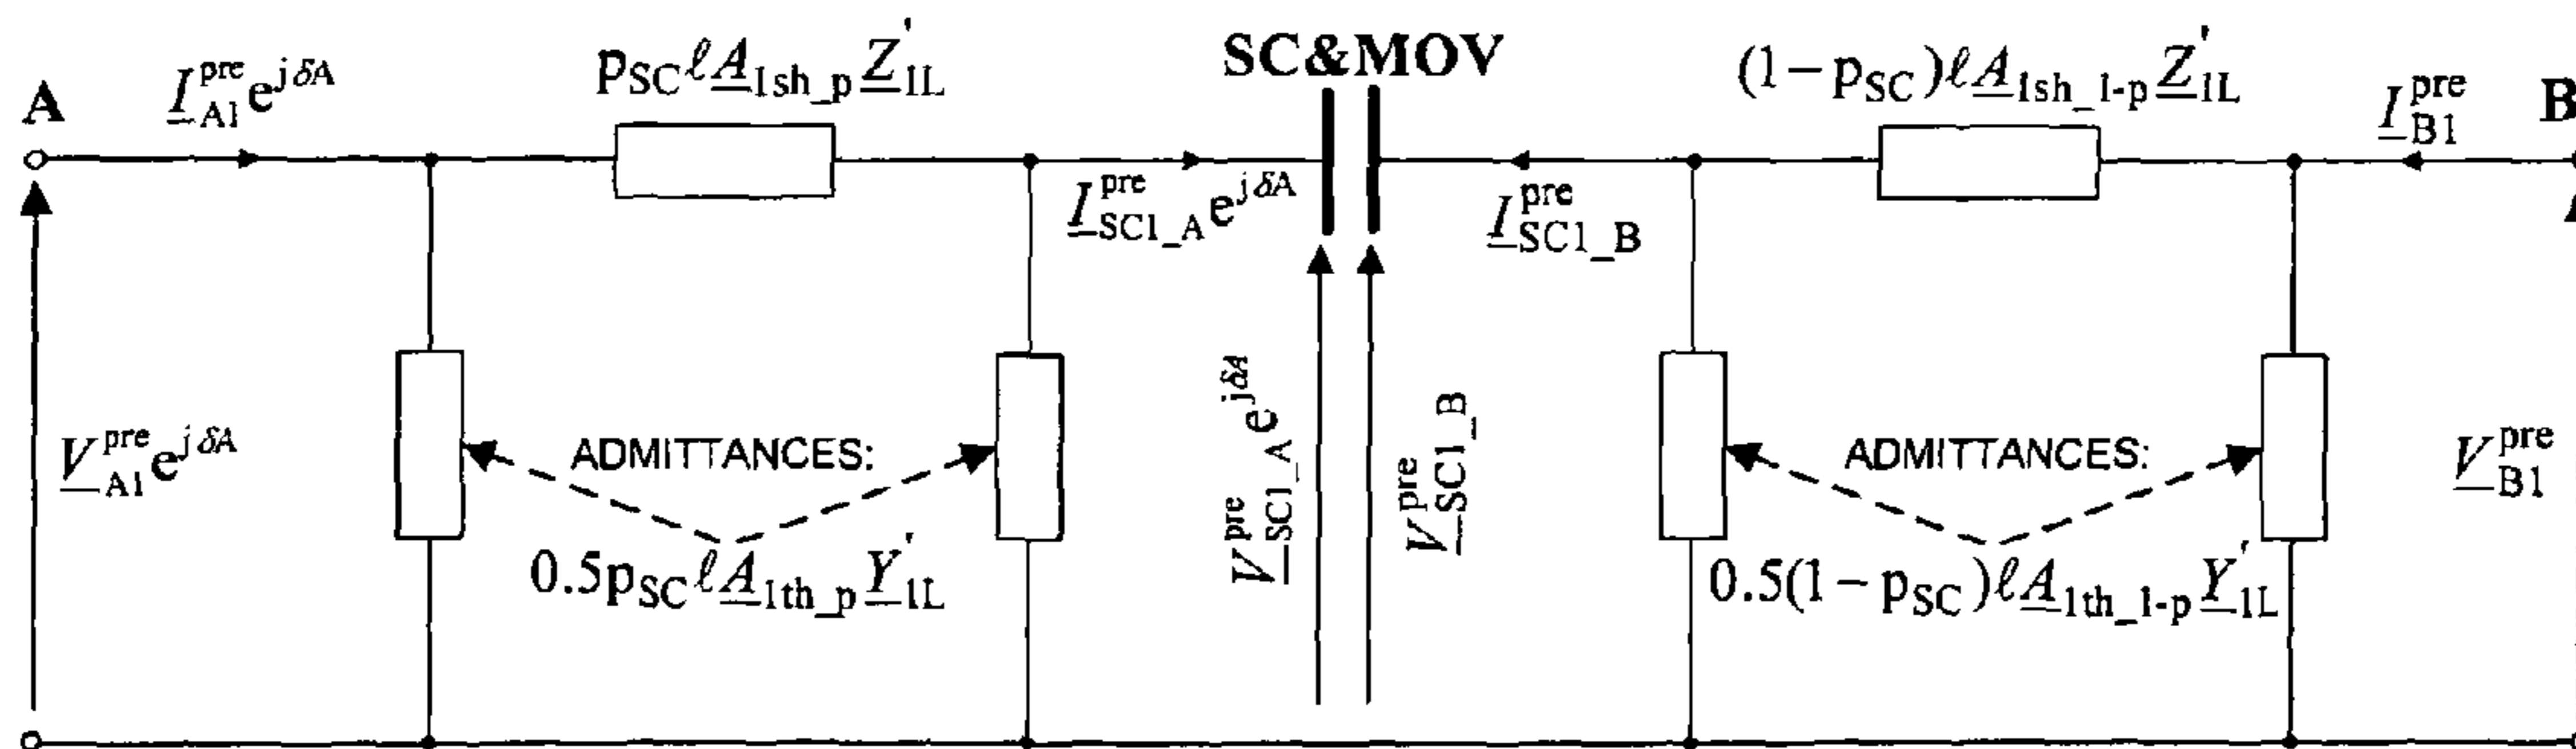 A
I_A1^pre e^jδA
p_SC ℓ A_1sh_p Z'_1L
SC&MOV
(1−p_SC)ℓ A_1sh_1-p Z'_1L
I_B1^pre
B
I_SC1_A^pre e^jδA
I_SC1_B^pre
V_A1^pre e^jδA
ADMITTANCES:
0.5p_SC ℓ A_1th_p Y'_1L
V_SC1_A^pre e^jδA
V_SC1_B^pre
ADMITTANCES:
0.5(1−p_SC)ℓ A_1th_1-p Y'_1L
V_B1^pre